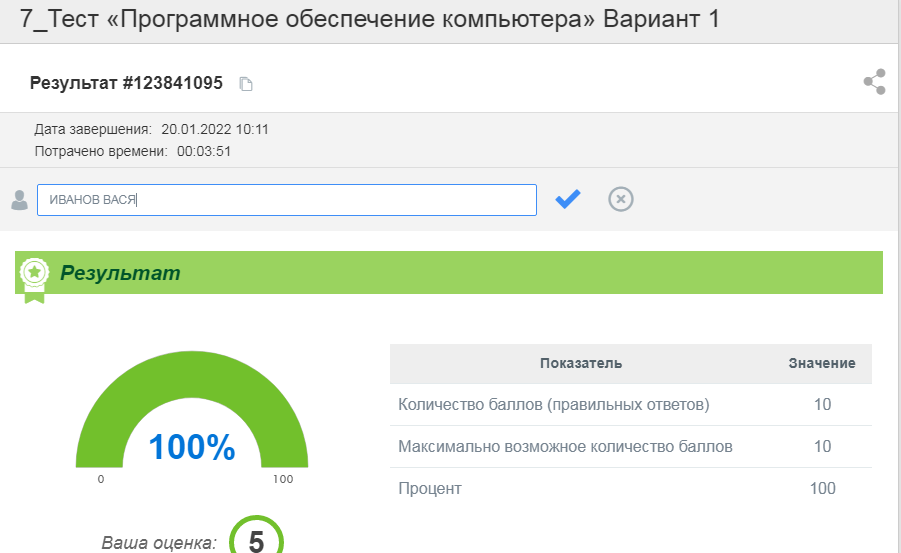 7_Тест «Программное обеспечение компьютера» Вариант 1
Результат #123841095
Дата завершения: 20.01.2022 10:11
Потрачено времени: 00:03:51
ИВАНОВ ВАСЯ
Результат
100%
0 100
Ваша оценка: 5
Показатель Значение
Количество баллов (правильных ответов) 10
Максимально возможное количество баллов 10
Процент 100